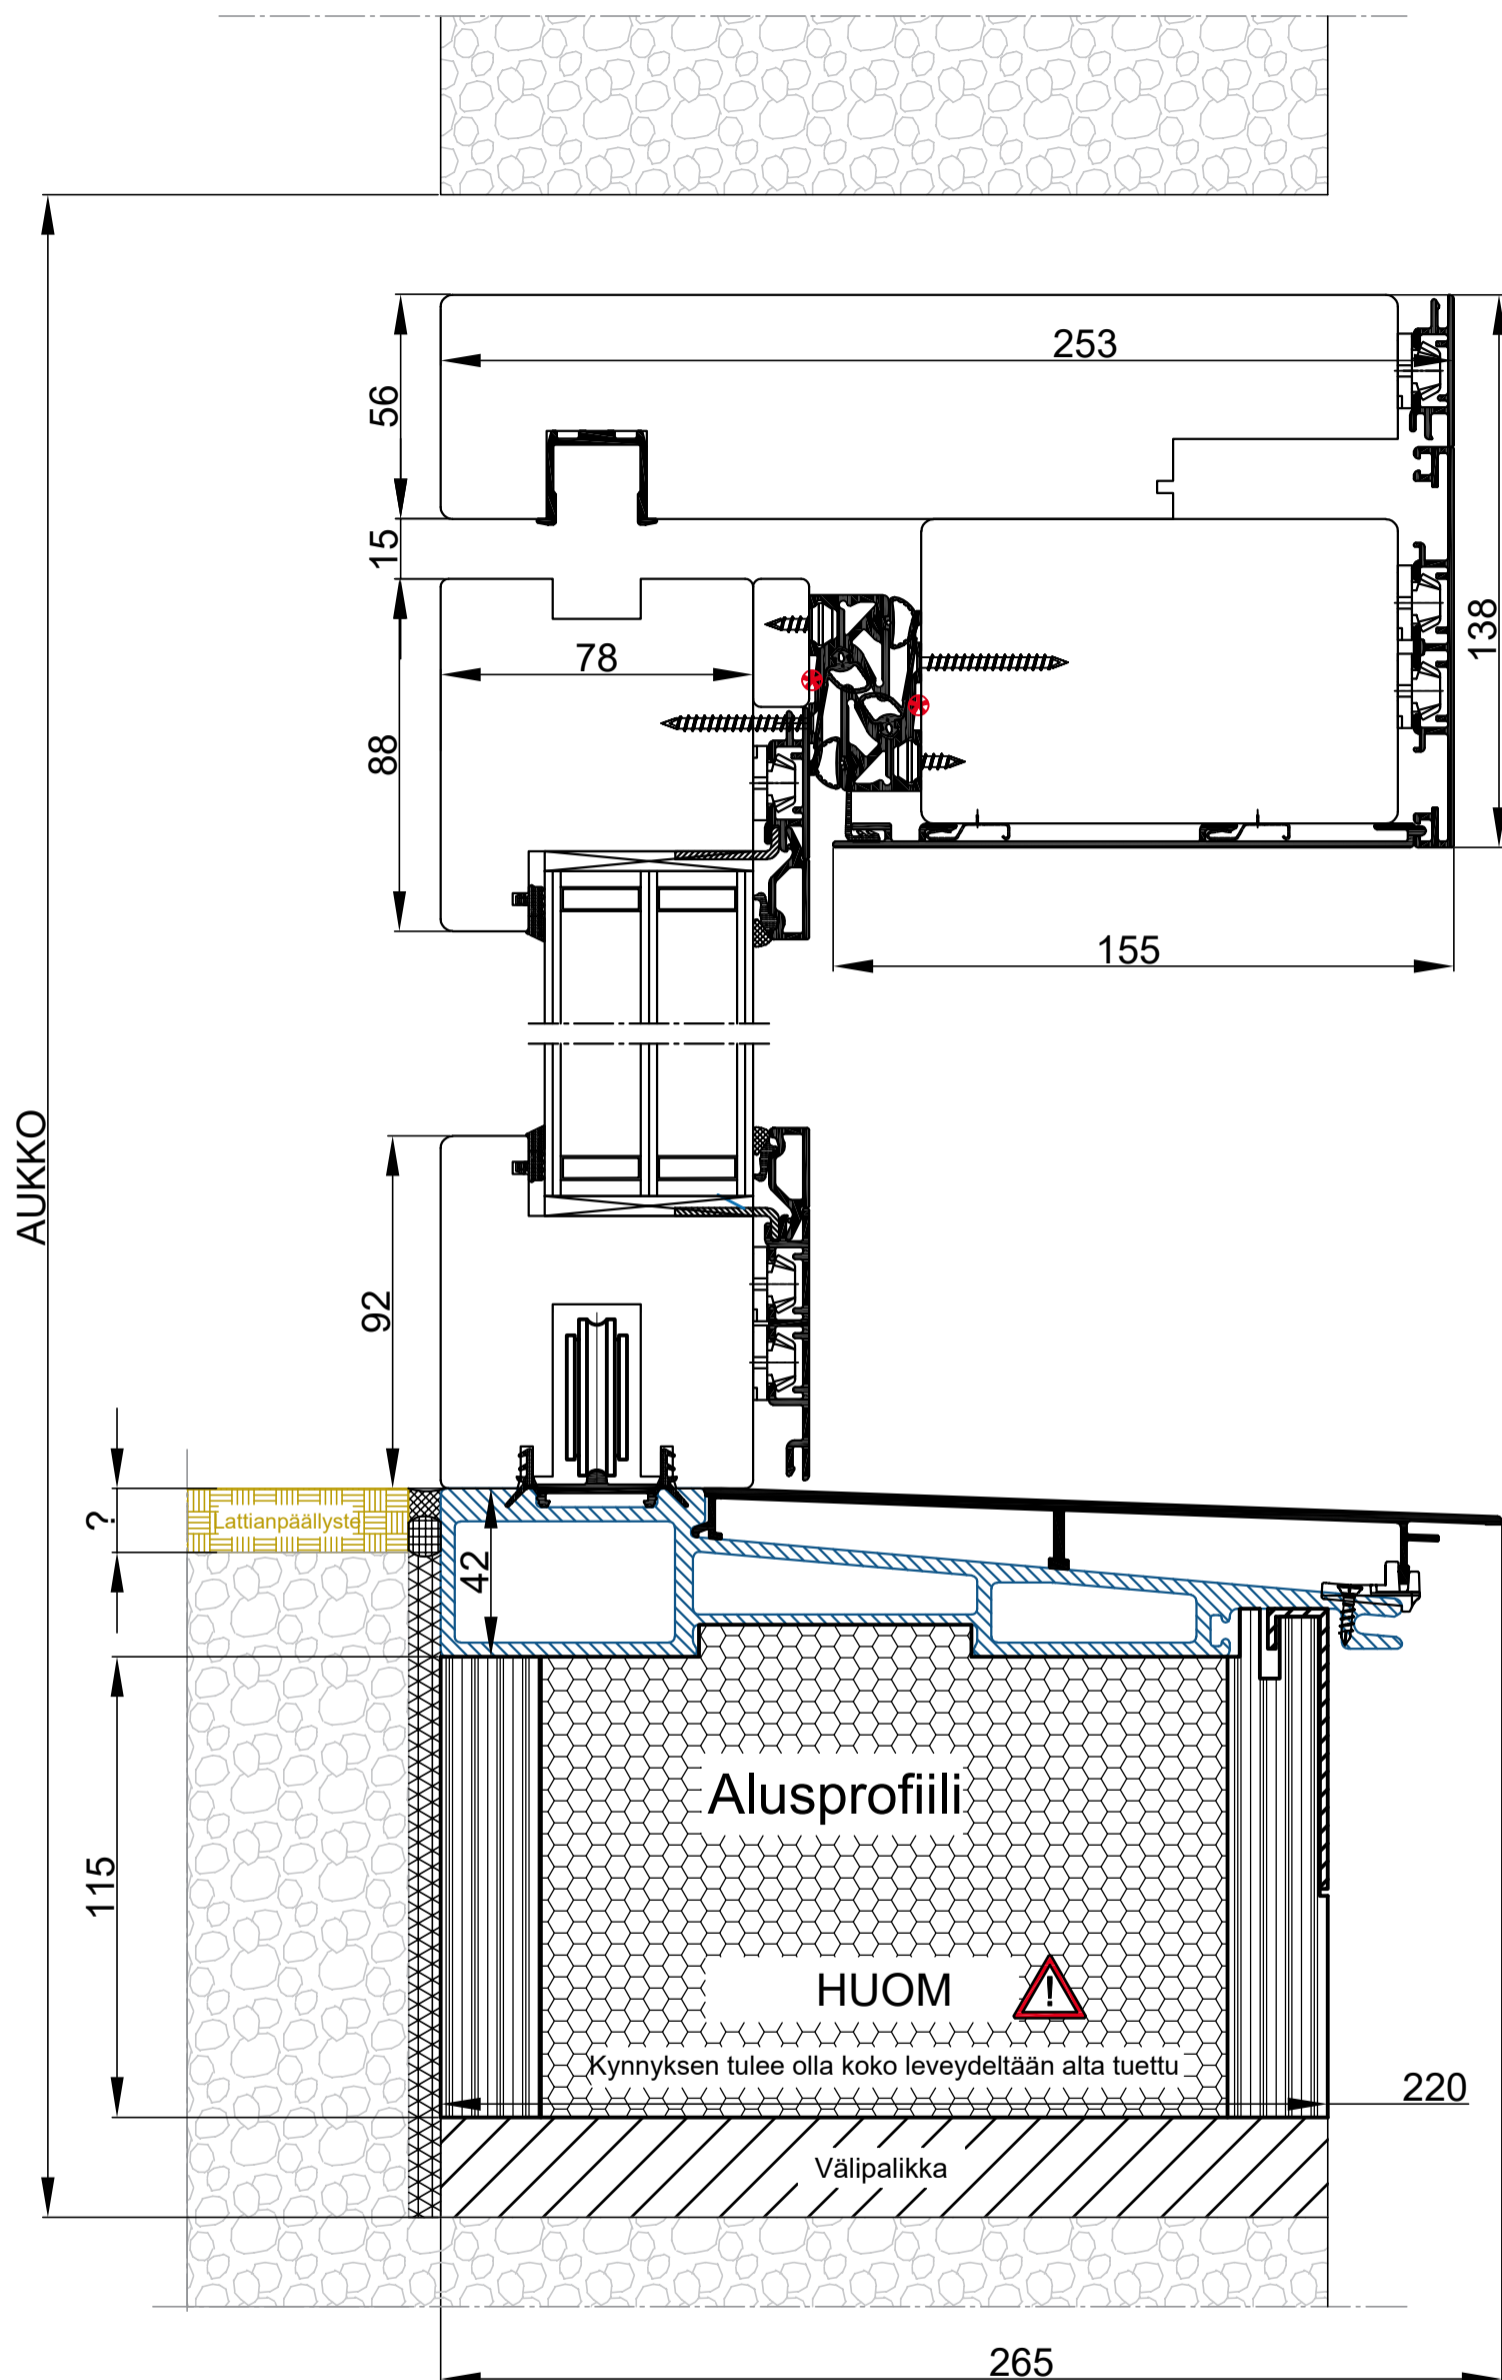 253
56
15
138
78
88
155
AUKKO
92
?
Lattianpäällyste
42
Alusprofiili
115
HUOM
!
Kynnyksen tulee olla koko leveydeltään alta tuettu
220
Välipalikka
265